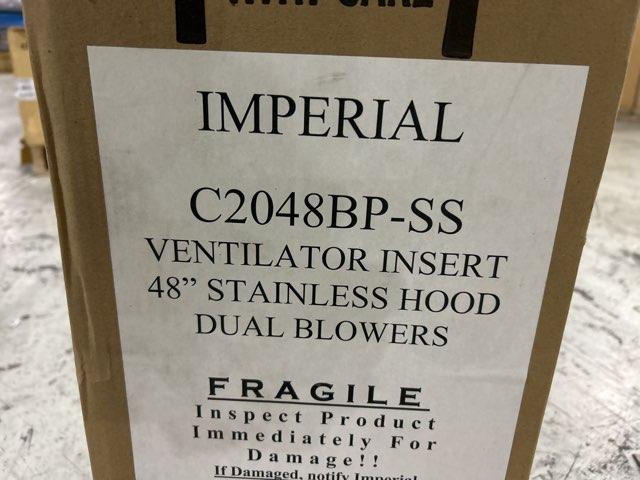 CARE
IMPERIAL
C2048BP-SS
VENTILATOR INSERT
48” STAINLESS HOOD
DUAL BLOWERS
FRAGILE
Inspect Product
Immediately For
Damage!!
If Damaged, notify Imperial